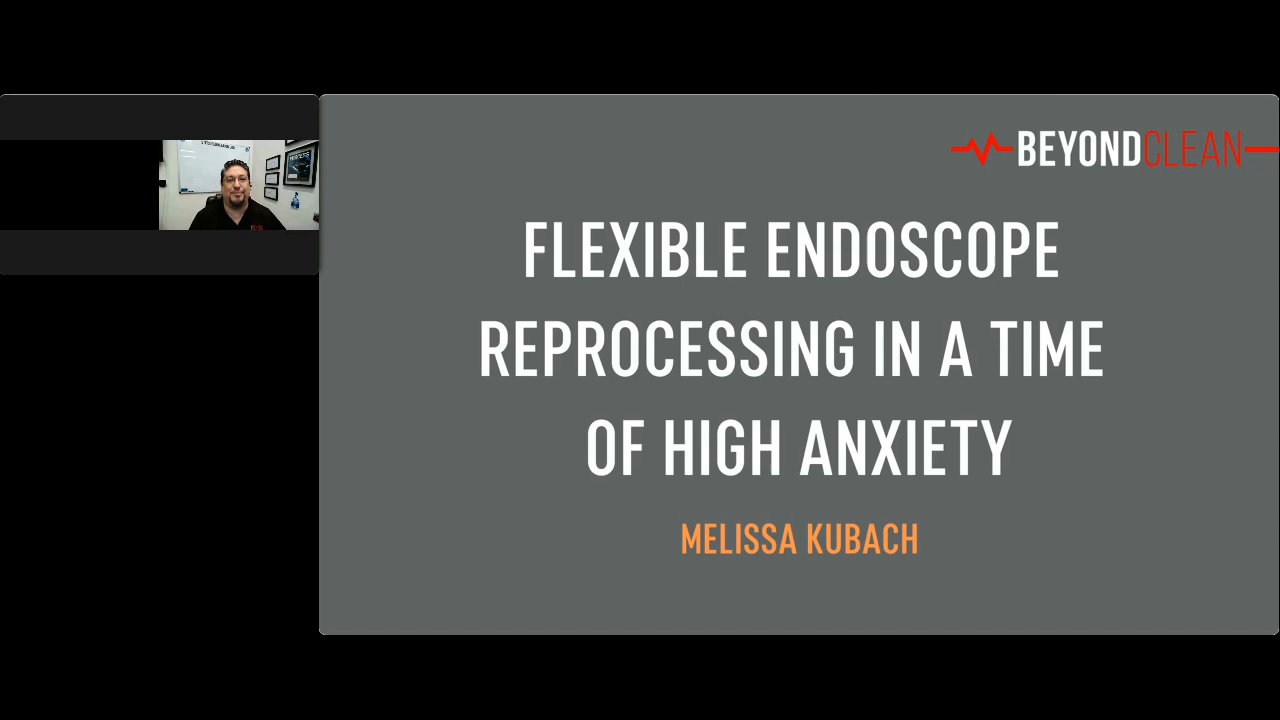 BEYONDCLEAN
FLEXIBLE ENDOSCOPE
REPROCESSING IN A TIME
OF HIGH ANXIETY
MELISSA KUBACH